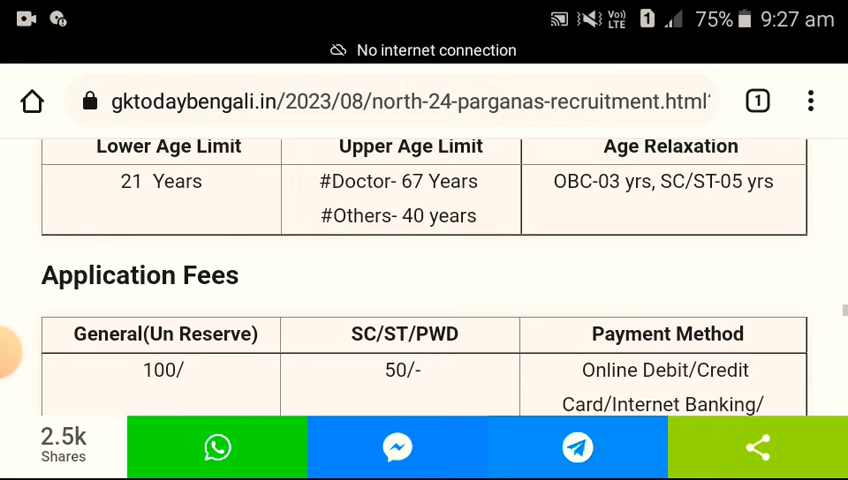 Vo))
LTE
1
75%
9:27 am
No internet connection
gktodaybengali.in/2023/08/north-24-parganas-recruitment.html
1
Lower Age Limit Upper Age Limit Age Relaxation
21 Years #Doctor- 67 Years OBC-03 yrs, SC/ST-05 yrs
#Others- 40 years
Application Fees
General(Un Reserve) SC/ST/PWD Payment Method
100/ 50/- Online Debit/Credit
Card/Internet Banking/
2.5k
Shares